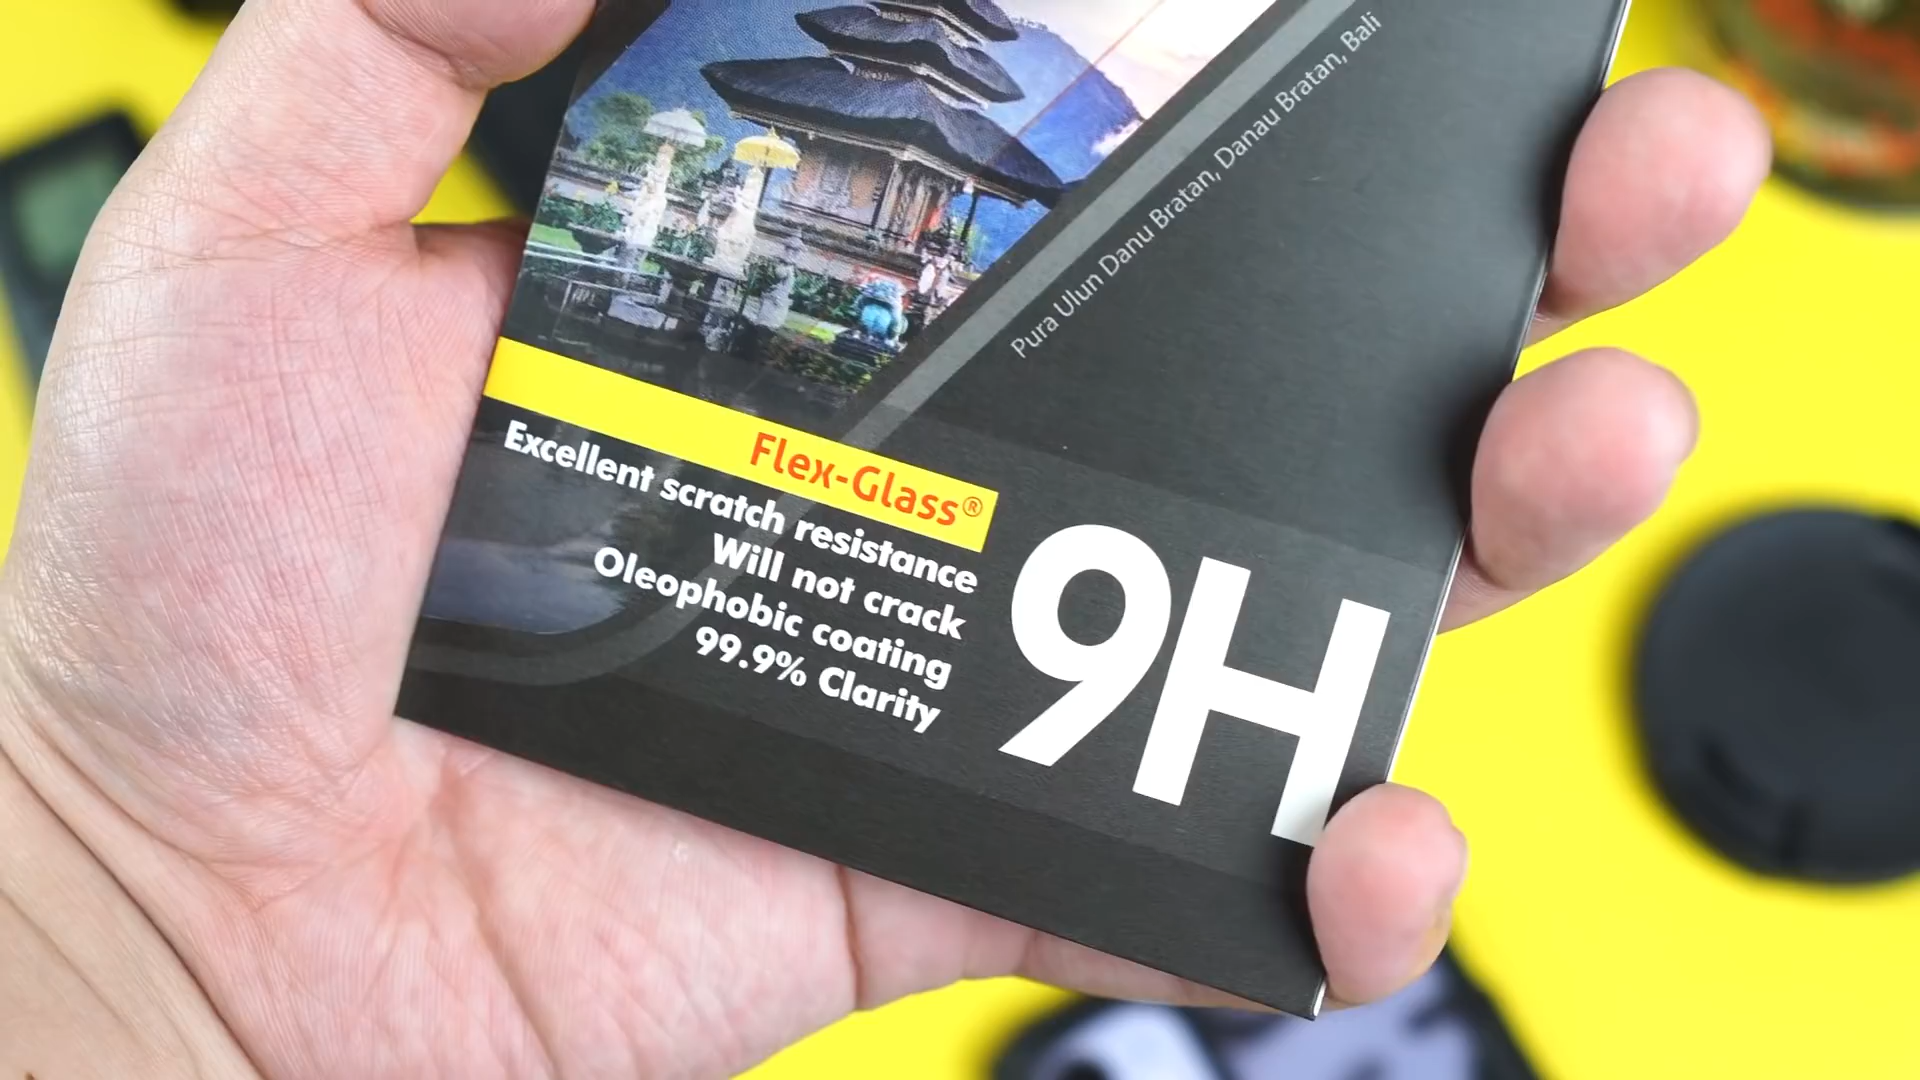 Pura Ulun Danu Bratan, Danau Bratan, Bali
Flex-Glass®
Excellent scratch resistance
Will not crack
Oleophobic coating
99.9% Clarity
9H